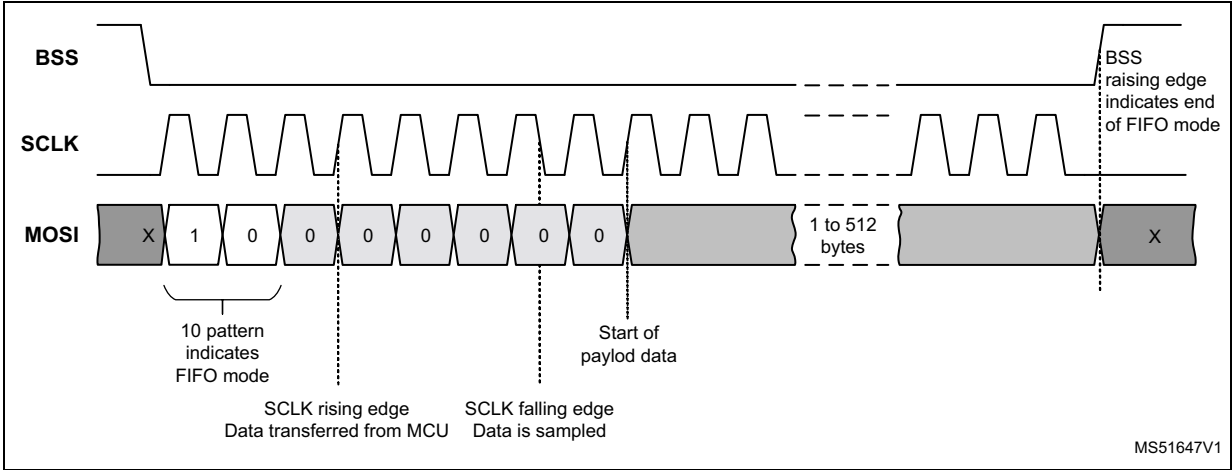 BSS
BSS
raising edge
indicates end
of FIFO mode
SCLK
MOSI
X 1 0 0 0 0 0 0 0
1 to 512
bytes
X
10 pattern
indicates
FIFO mode
Start of
paylod data
SCLK rising edge
Data transferred from MCU
SCLK falling edge
Data is sampled
MS51647V1